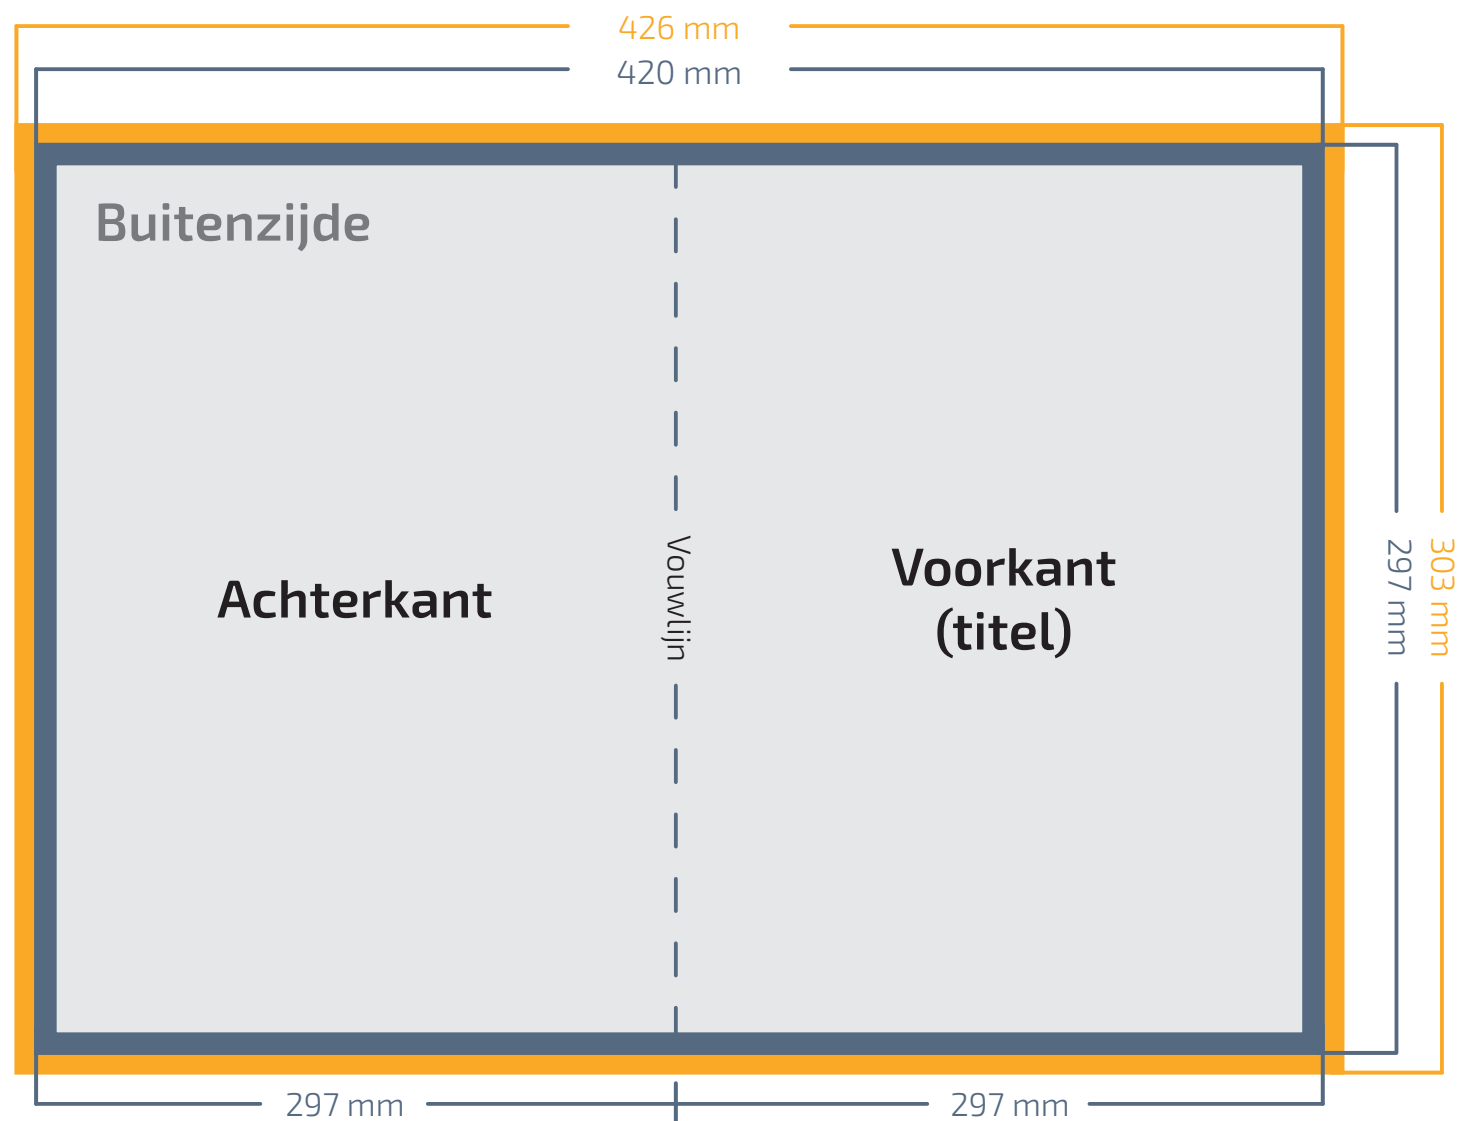 426 mm
420 mm
Buitenzijde
Achterkant
Vouwlijn
Voorkant
(titel)
297 mm
303 mm
297 mm
297 mm